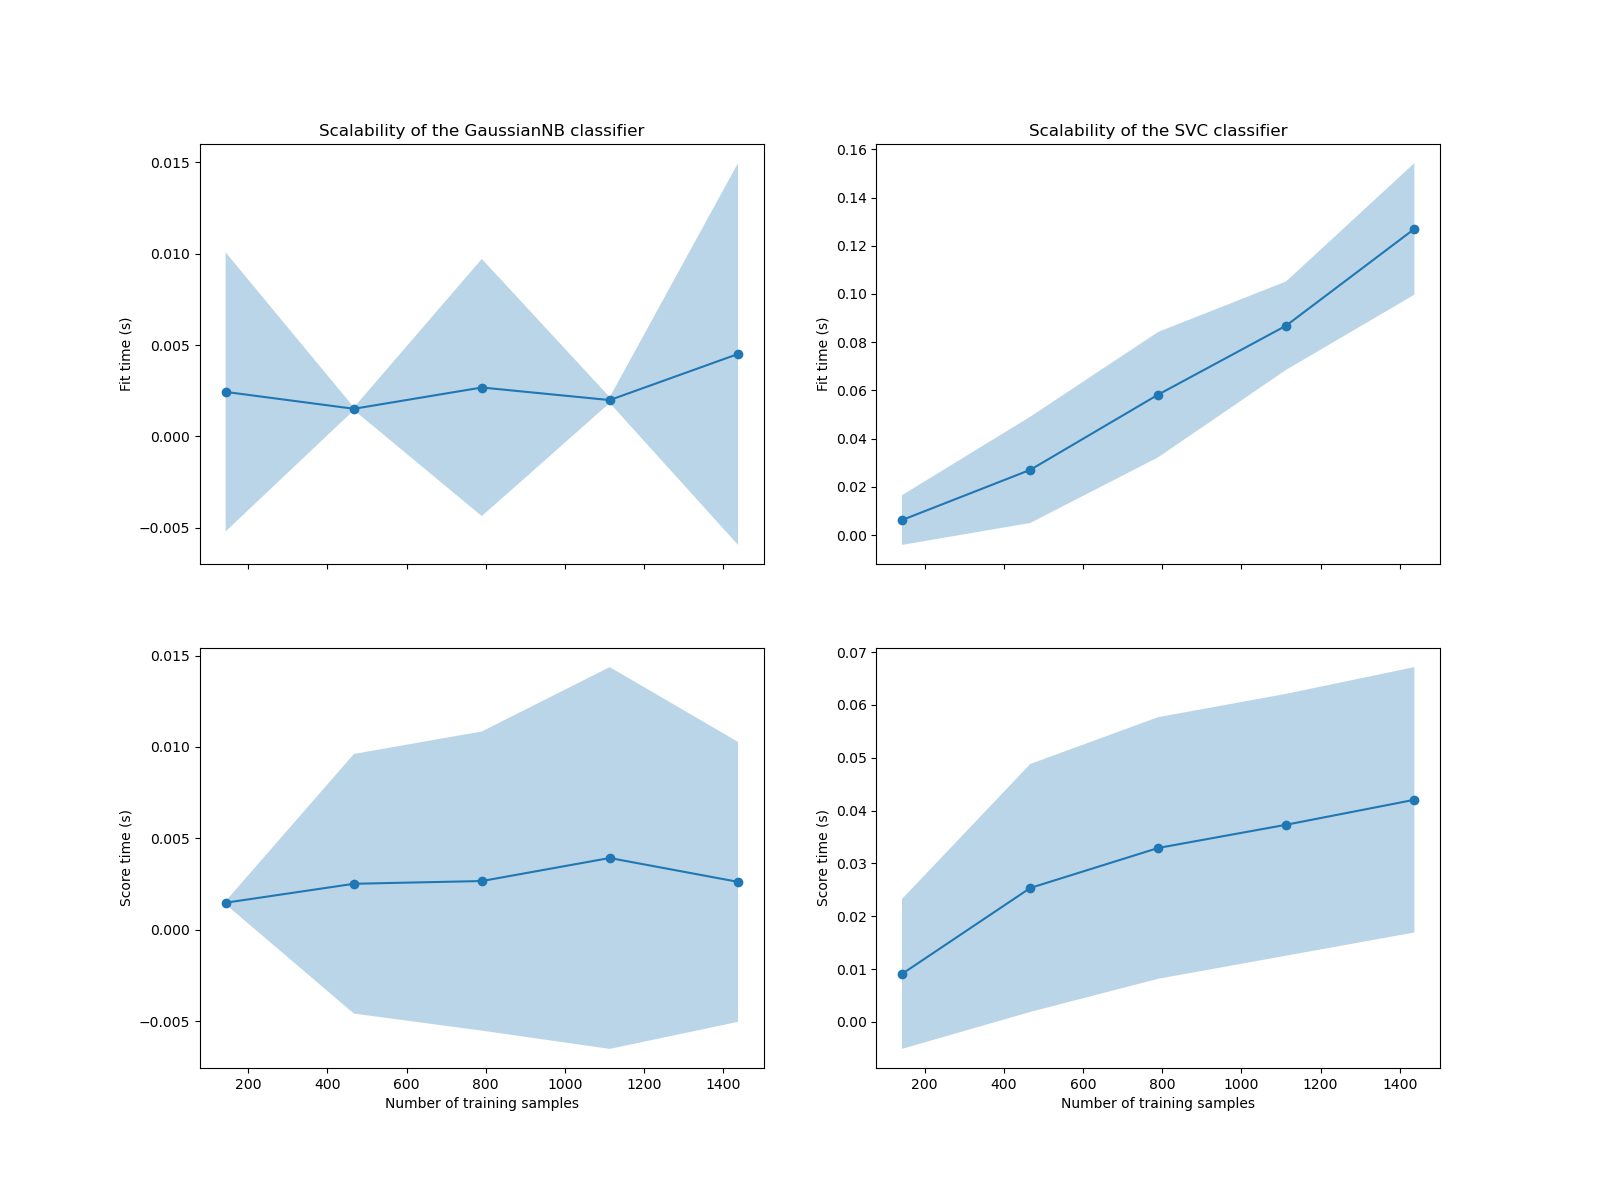 Scalability of the GaussianNB classifier
0.015
0.010
0.005
0.000
−0.005
Fit time (s)
Scalability of the SVC classifier
0.16
0.14
0.12
0.10
0.08
0.06
0.04
0.02
0.00
Fit time (s)
0.015
0.010
0.005
0.000
−0.005
Score time (s)
200 400 600 800 1000 1200 1400
Number of training samples
0.07
0.06
0.05
0.04
0.03
0.02
0.01
0.00
Score time (s)
200 400 600 800 1000 1200 1400
Number of training samples